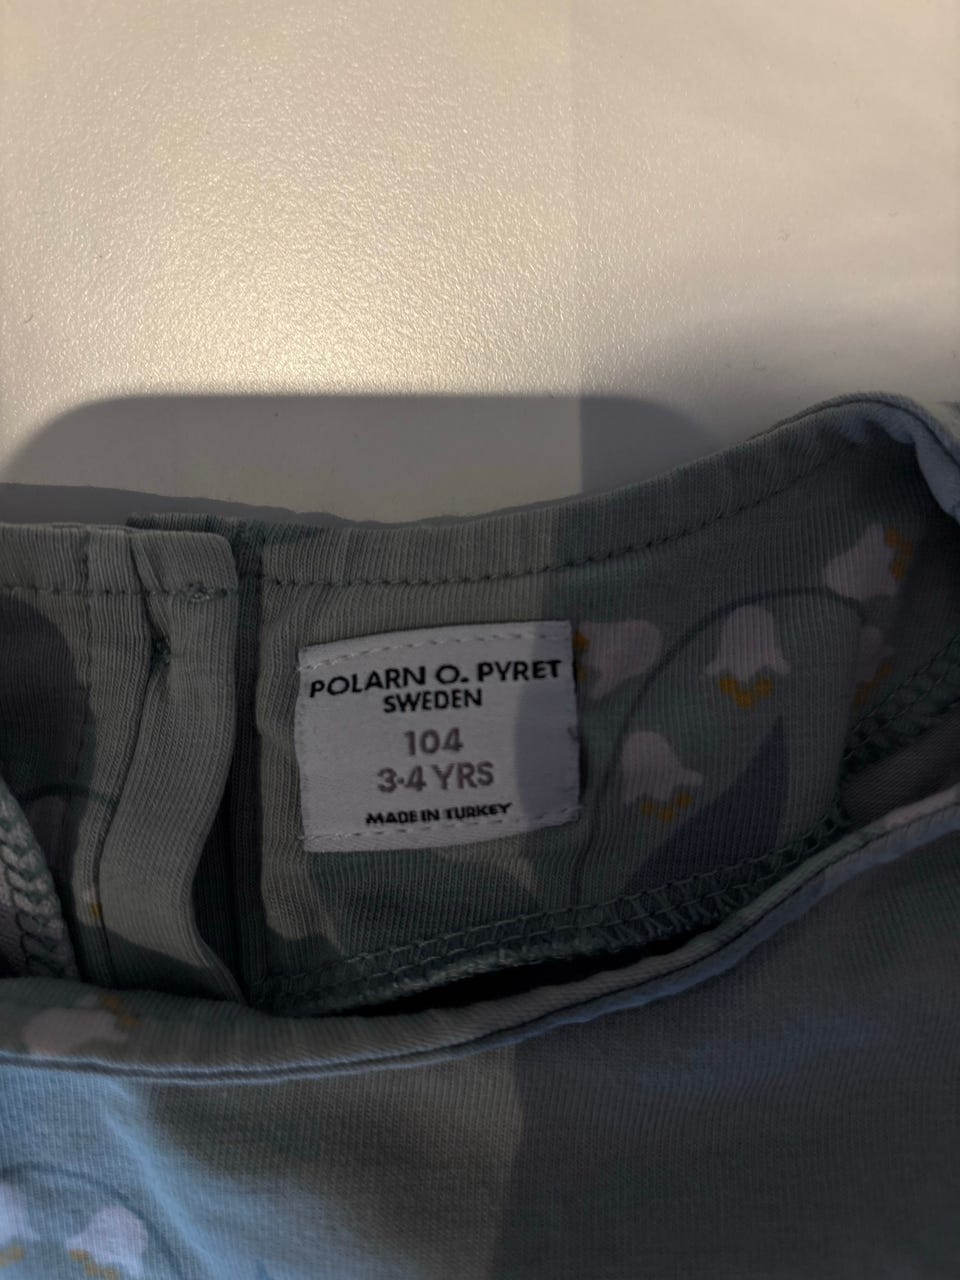 POLARN O. PYRET
SWEDEN
104
3-4 YRS
MADE IN TURKEY